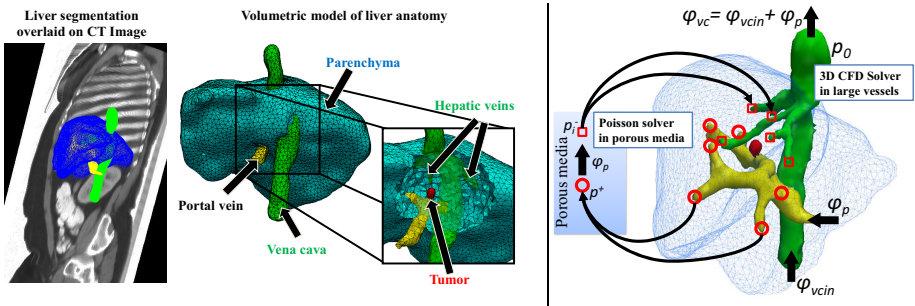 Liver segmentation
overlaid on CT Image
Volumetric model of liver anatomy
Parenchyma
Hepatic veins
Portal vein
Vena cava
Tumor
φvc= φvcin+ φp
p0
3D CFD Solver
in large vessels
Poisson solver
in porous media
Porous media
pi-
φp
p+
φp
φvcin